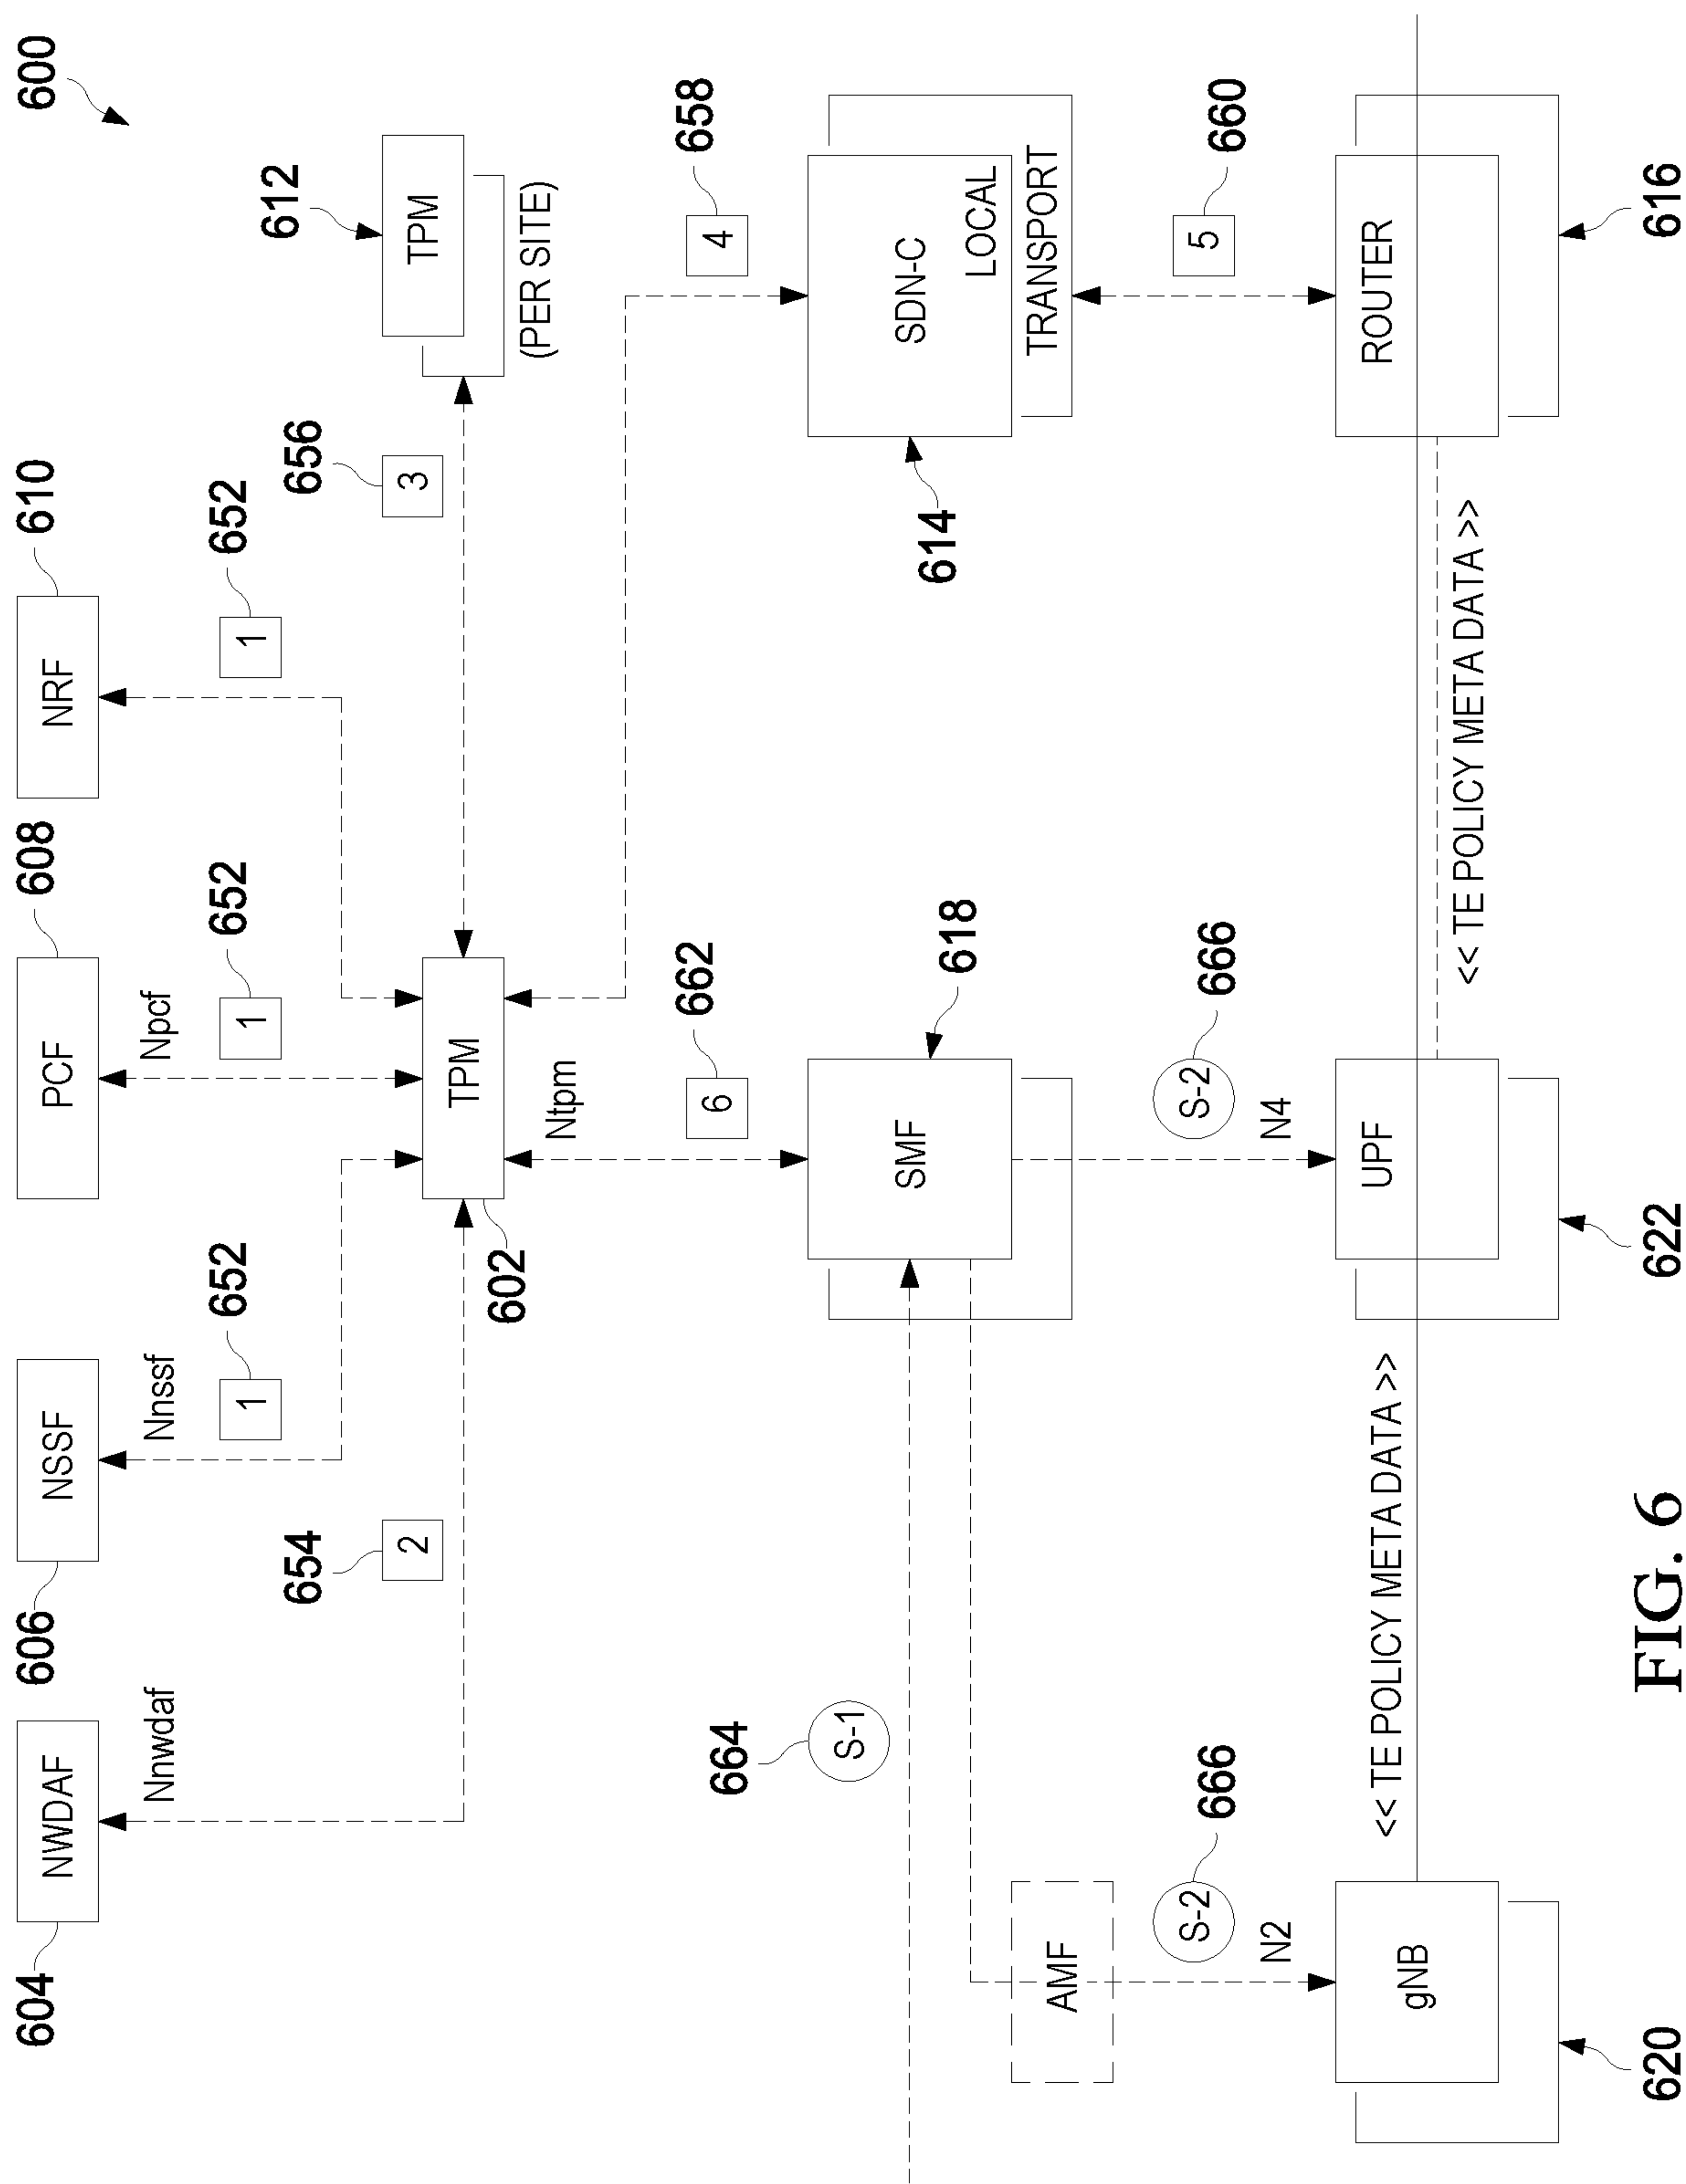 600
604
NWDAF
Nnwdaf
606
NSSF
Nnssf
652
1
608
PCF
Npcf
652
1
610
NRF
652
1
654
2
602
TPM
Ntpm
656
3
612
TPM
(PER SITE)
664
S-1
662
6
SMF
618
658
4
614
SDN-C
LOCAL
TRANSPORT
AMF
666
S-2
N2
666
S-2
N4
660
5
gNB
620
<< TE POLICY META DATA >>
UPF
622
<< TE POLICY META DATA >>
ROUTER
616
FIG. 6